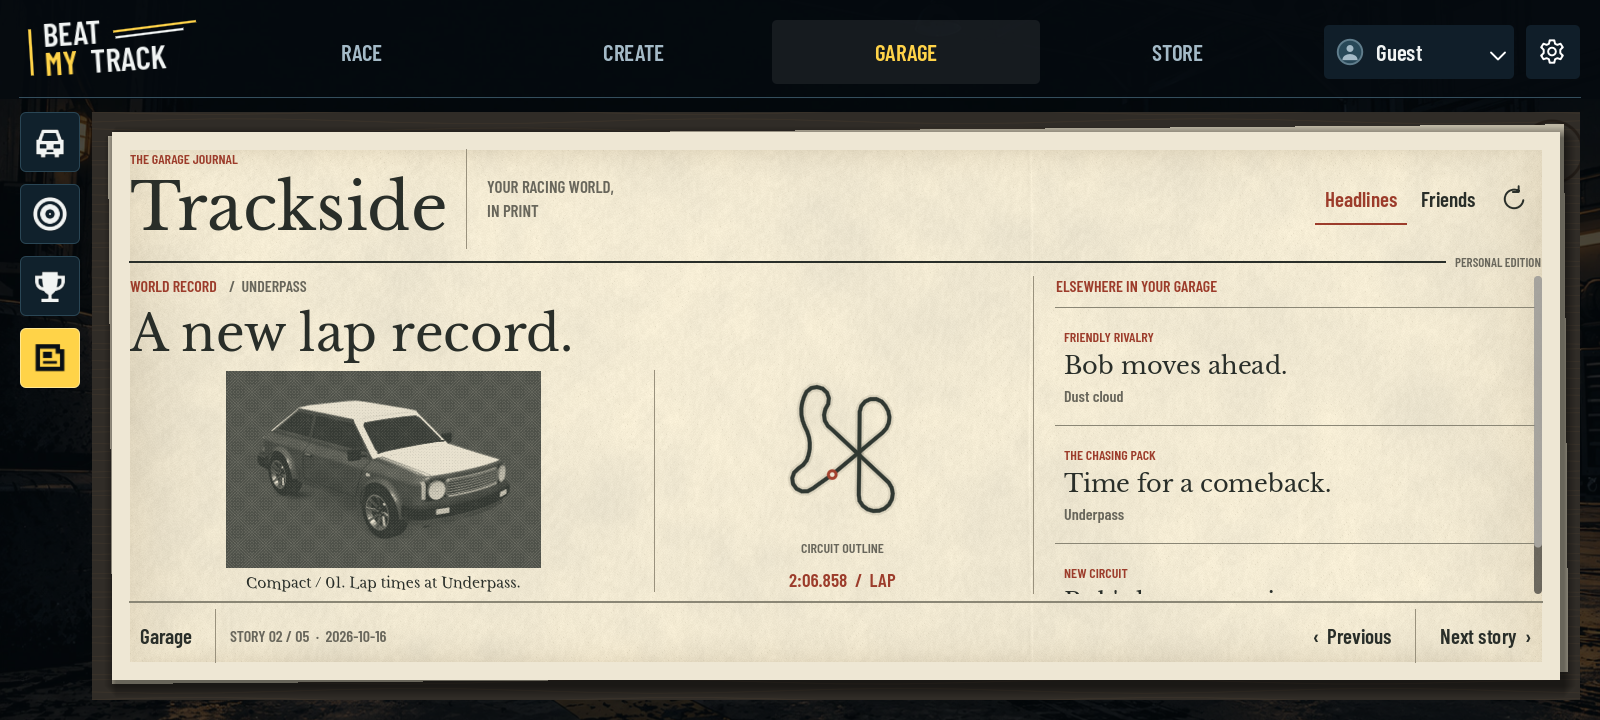 BEAT
MY TRACK
RACE
CREATE
GARAGE
STORE
Guest
THE GARAGE JOURNAL
Trackside
YOUR RACING WORLD,
IN PRINT
Headlines
Friends
PERSONAL EDITION
WORLD RECORD / UNDERPASS
A new lap record.
Compact / 01. Lap times at Underpass.
CIRCUIT OUTLINE
2:06.858 / LAP
ELSEWHERE IN YOUR GARAGE
FRIENDLY RIVALRY
Bob moves ahead.
Dust cloud
THE CHASING PACK
Time for a comeback.
Underpass
NEW CIRCUIT
Garage
STORY 02 / 05 · 2026-10-16
‹ Previous
Next story ›